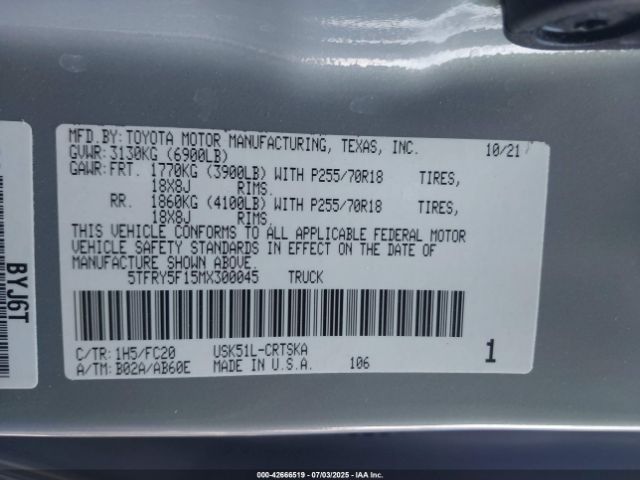 MFD.BY:TOYOTA MOTOR MANUFACTURING, TEXAS, INC. 10/21
GVWR:3130KG (6900LB)
GAWR:FRT. 1770KG (3900LB) WITH P255/70R18 TIRES,
18X8J RIMS.
RR. 1860KG (4100LB) WITH P255/70R18 TIRES,
18X8J RIMS.
THIS VEHICLE CONFORMS TO ALL APPLICABLE FEDERAL MOTOR
VEHICLE SAFETY STANDARDS IN EFFECT ON THE DATE OF
MANUFACTURE SHOWN ABOVE.
5TFRY5F15MX300045 TRUCK
C/TR:1H5/FC20 USK51L-CRTSKA
A/TM:B02A/AB60E MADE IN U.S.A. 106
1
BYJ6T
000-42666519 | 07/03/2025 - IAAI.COM